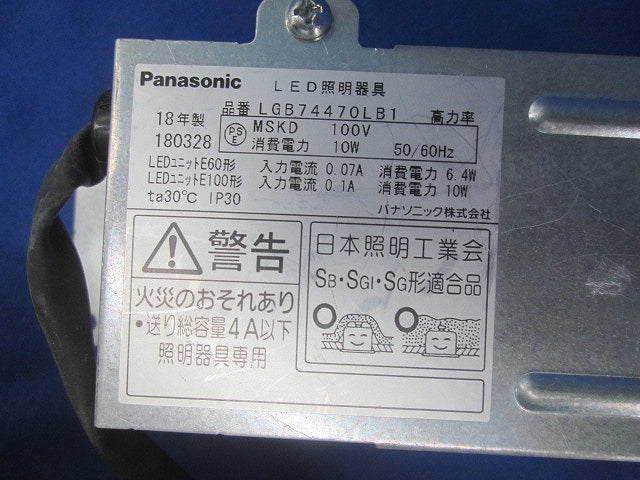 Panasonic LED照明器具
18年製 品番 LGB74470LB1 高力率
180328 PSE MSKD 100V
消費電力 10W 50/60Hz
LEDユニットE60形 入力電流 0.07A 消費電力 6.4W
LEDユニットE100形 入力電流 0.1A 消費電力 10W
ta30℃ IP30 パナソニック株式会社
警告
火災のおそれあり
・送り総容量4A以下
照明器具専用
日本照明工業会
SB・SGI・SG形適合品